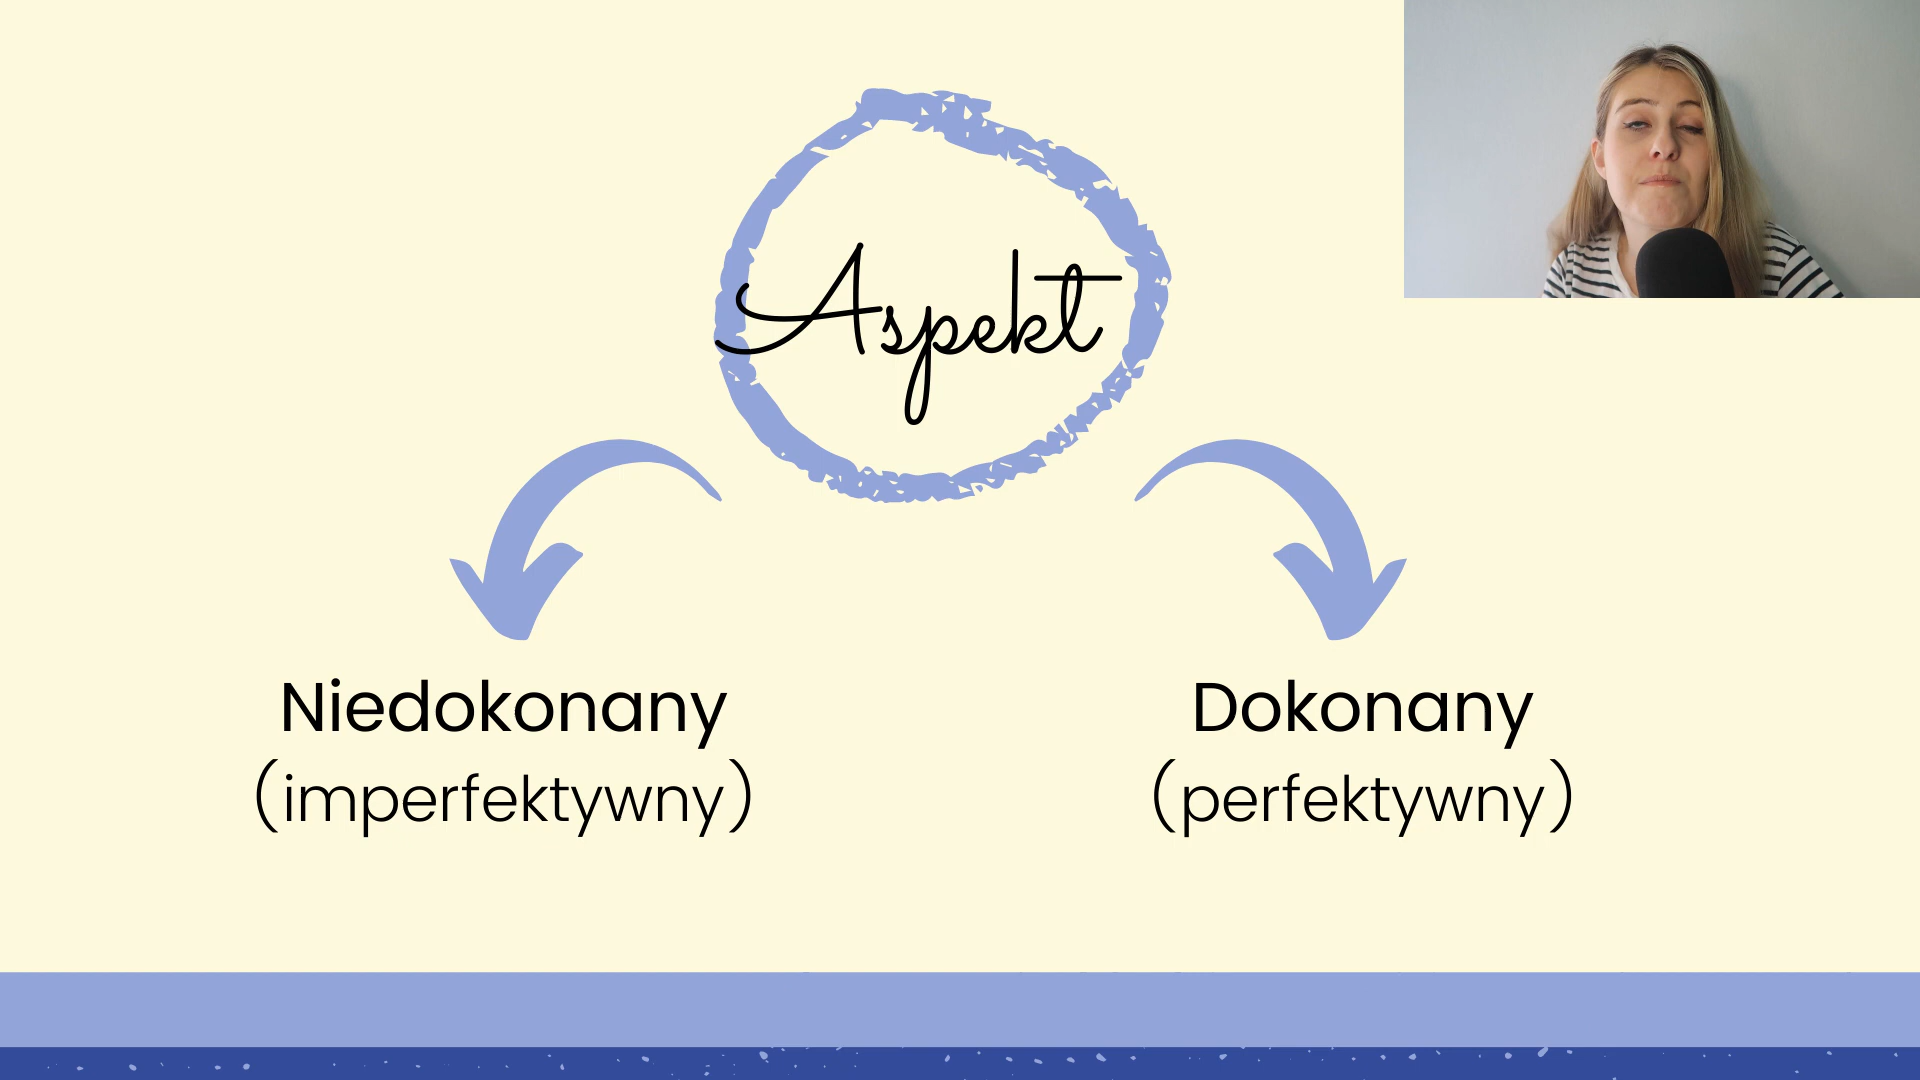 Aspekt
Niedokonany
(imperfektywny)
Dokonany
(perfektywny)